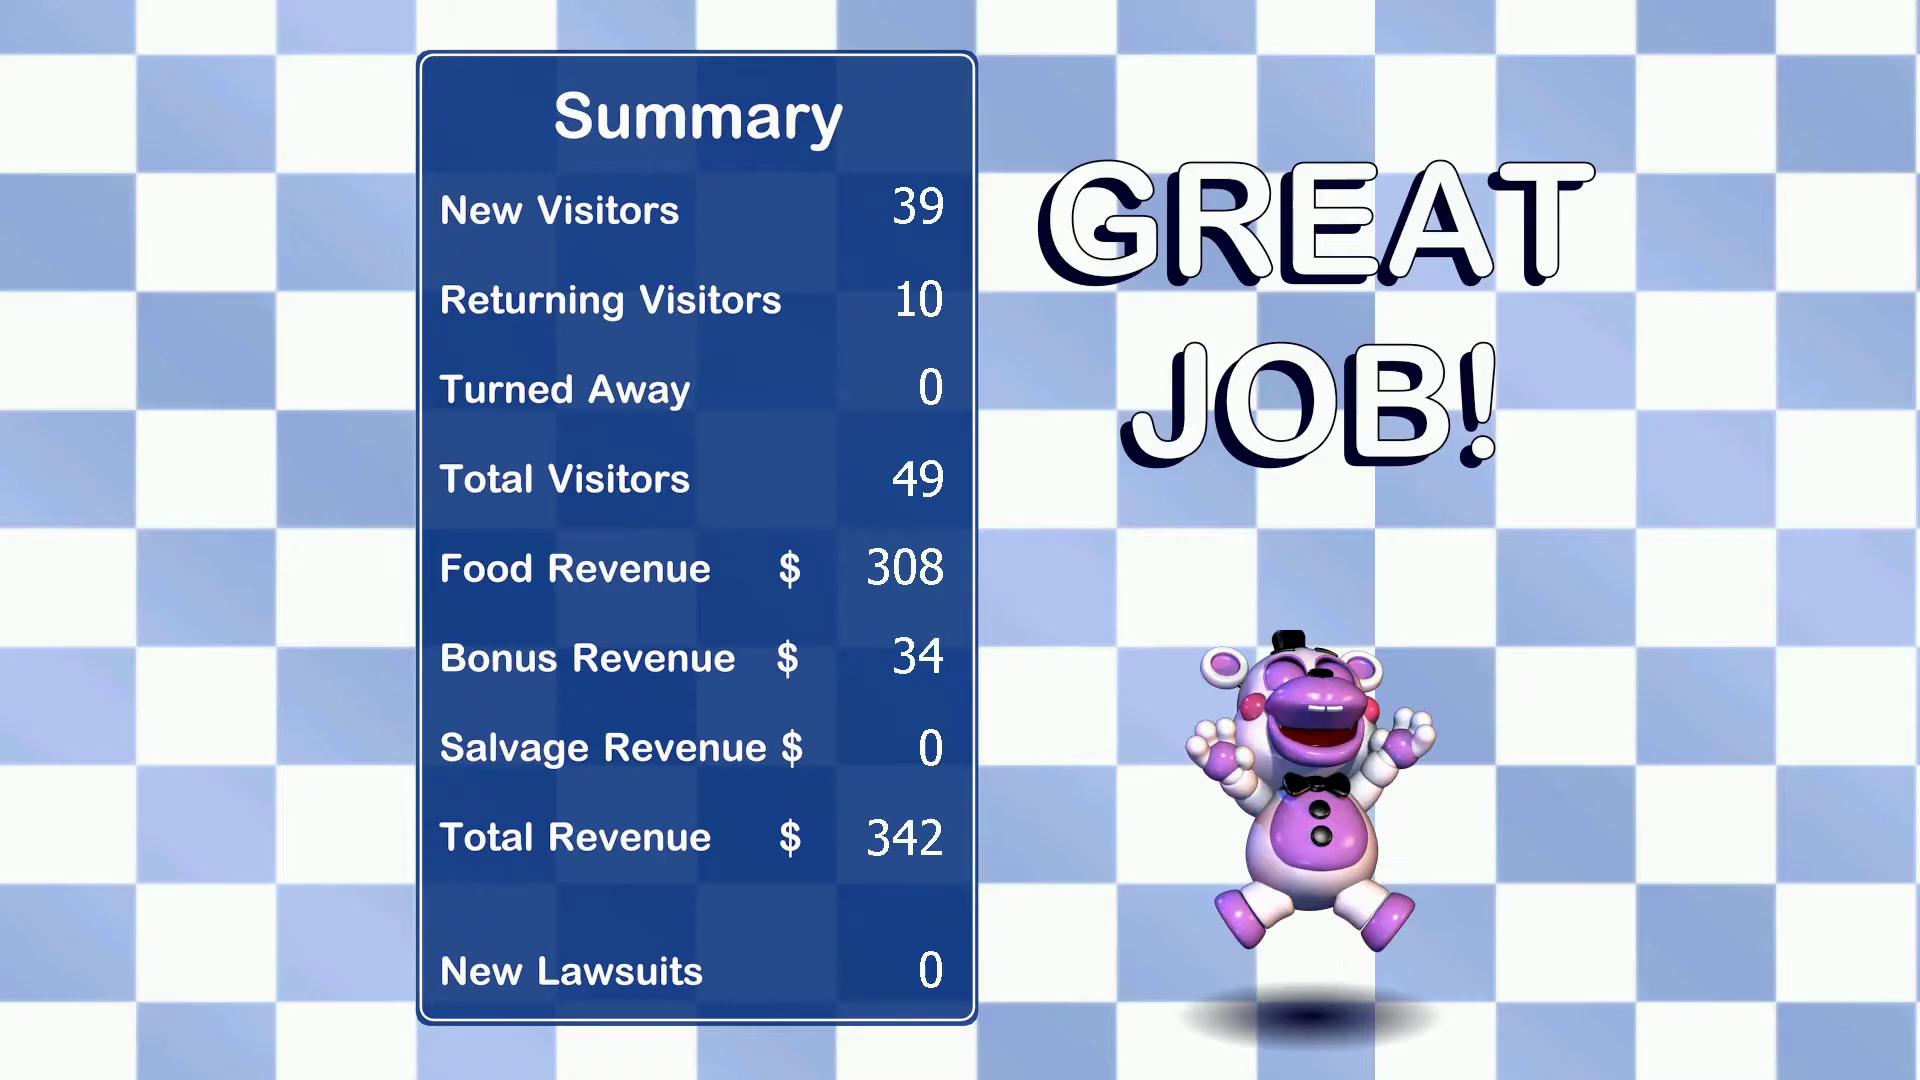 Summary
New Visitors 39
Returning Visitors 10
Turned Away 0
Total Visitors 49
Food Revenue $ 308
Bonus Revenue $ 34
Salvage Revenue $ 0
Total Revenue $ 342
New Lawsuits 0
GREAT
JOB!